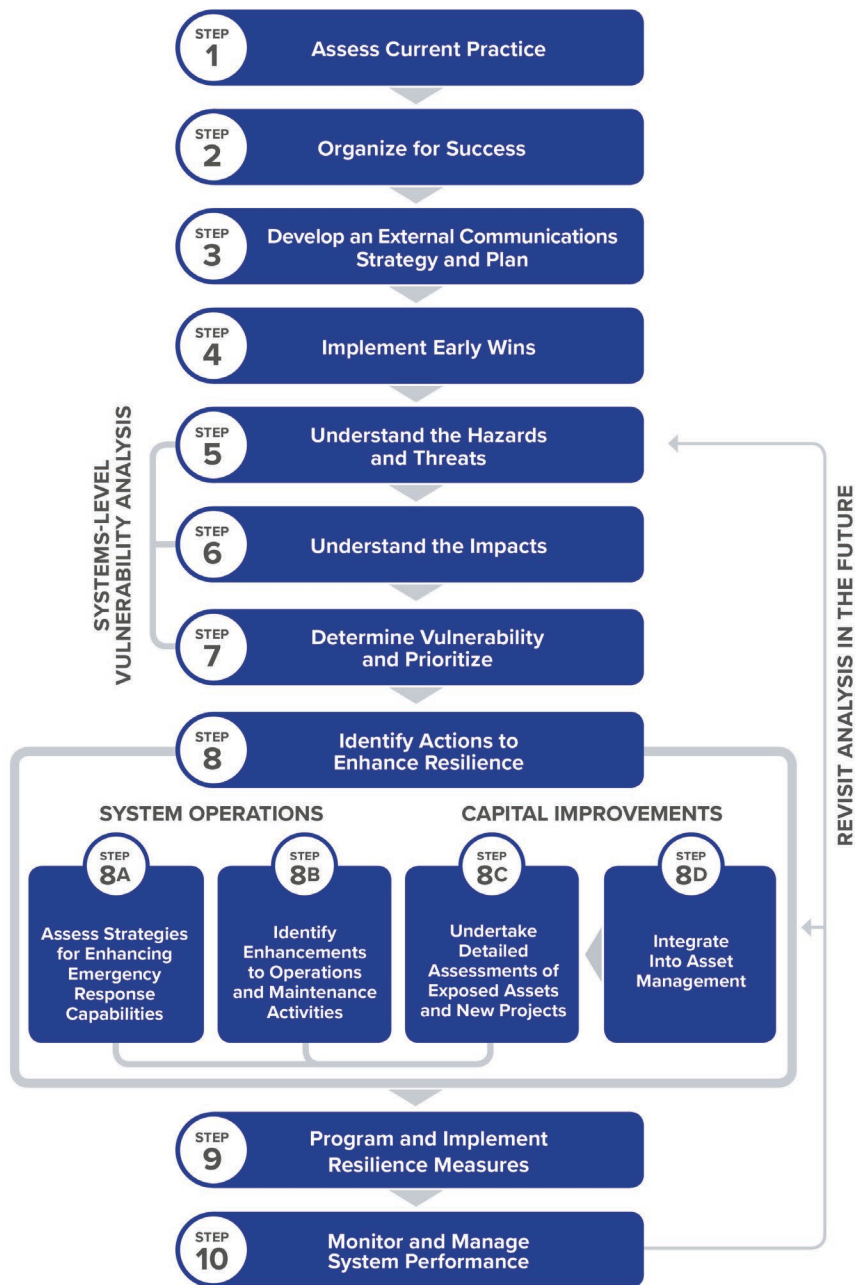 STEP
1
Assess Current Practice
STEP
2
Organize for Success
STEP
3
Develop an External Communications
Strategy and Plan
STEP
4
Implement Early Wins
SYSTEMS-LEVEL
VULNERABILITY ANALYSIS
STEP
5
Understand the Hazards
and Threats
STEP
6
Understand the Impacts
STEP
7
Determine Vulnerability
and Prioritize
STEP
8
Identify Actions to
Enhance Resilience
SYSTEM OPERATIONS
STEP
8A
Assess Strategies
for Enhancing
Emergency
Response
Capabilities
STEP
8B
Identify
Enhancements
to Operations
and Maintenance
Activities
CAPITAL IMPROVEMENTS
STEP
8C
Undertake
Detailed
Assessments of
Exposed Assets
and New Projects
STEP
8D
Integrate
Into Asset
Management
STEP
9
Program and Implement
Resilience Measures
STEP
10
Monitor and Manage
System Performance
REVISIT ANALYSIS IN THE FUTURE